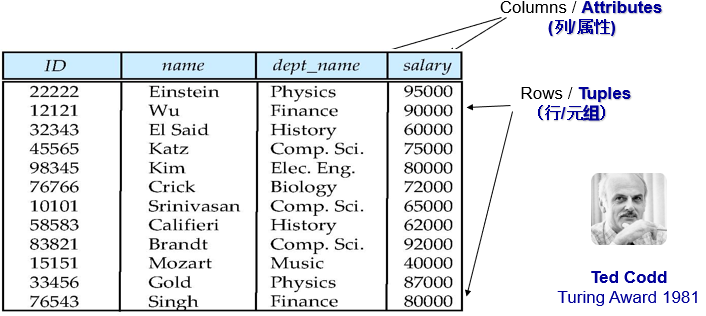 Columns / Attributes
(列/属性)
ID name dept_name salary
22222 Einstein Physics 95000
12121 Wu Finance 90000
32343 El Said History 60000
45565 Katz Comp. Sci. 75000
98345 Kim Elec. Eng. 80000
76766 Crick Biology 72000
10101 Srinivasan Comp. Sci. 65000
58583 Califieri History 62000
83821 Brandt Comp. Sci. 92000
15151 Mozart Music 40000
33456 Gold Physics 87000
76543 Singh Finance 80000
Rows / Tuples
（行/元组）
Ted Codd
Turing Award 1981